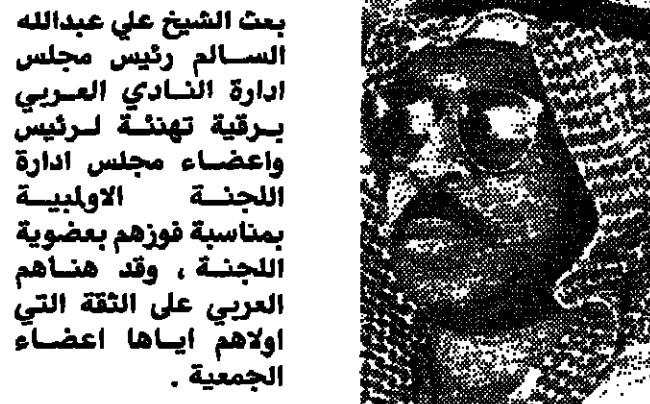 بعث الشيخ علي عبدالله
السالم رئيس مجلس
ادارة النادي العربي
برقية تهنئة لرئيس
واعضاء مجلس ادارة
اللجنة الاولمبية
بمناسبة فوزهم بعضوية
اللجنة ، وقد هناهم
العربي على الثقة التي
اولاهم اياها اعضاء
الجمعية .